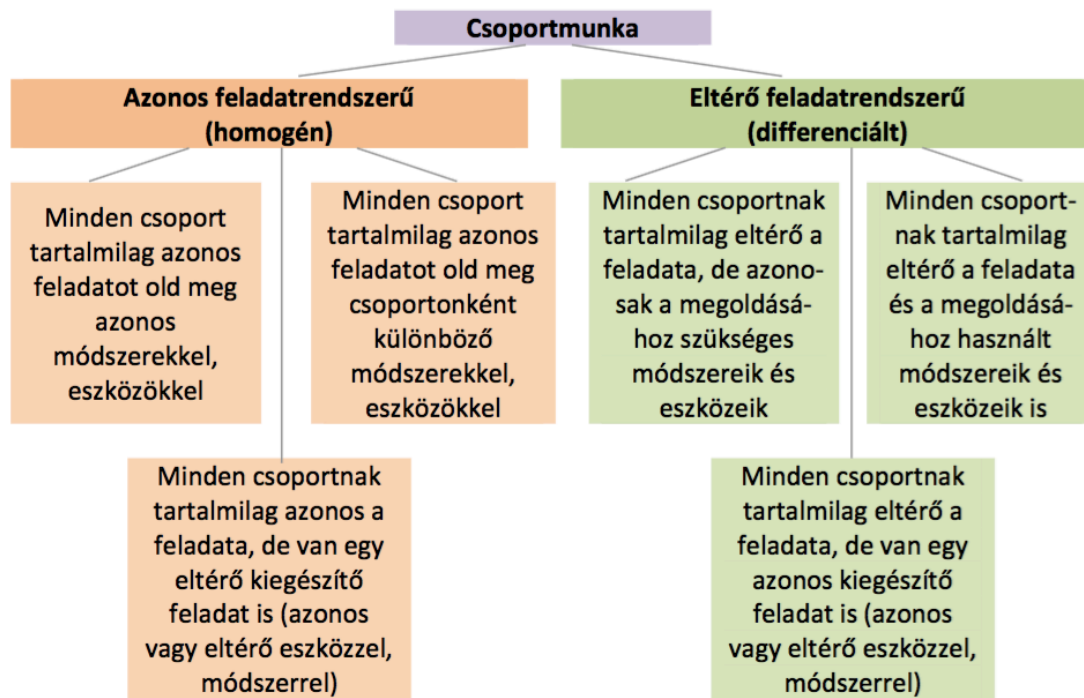 Csoportmunka
Azonos feladatrendszerű
(homogén)
Eltérő feladatrendszerű
(differenciált)
Minden csoport
tartalmilag azonos
feladatot old meg
azonos
módszerekkel,
eszközökkel
Minden csoport
tartalmilag azonos
feladatot old meg
csoportonként
különböző
módszerekkel,
eszközökkel
Minden csoportnak
tartalmilag eltérő a
feladata, de azono-
sak a megoldásá-
hoz szükséges
módszereik és
eszközeik
Minden csoport-
nak tartalmilag
eltérő a feladata
és a megoldásá-
hoz használt
módszereik és
eszközeik is
Minden csoportnak
tartalmilag azonos a
feladata, de van egy
eltérő kiegészítő
feladat is (azonos
vagy eltérő eszközzel,
módszerrel)
Minden csoportnak
tartalmilag eltérő a
feladata, de van egy
azonos kiegészítő
feladat is (azonos
vagy eltérő eszközzel,
módszerrel)